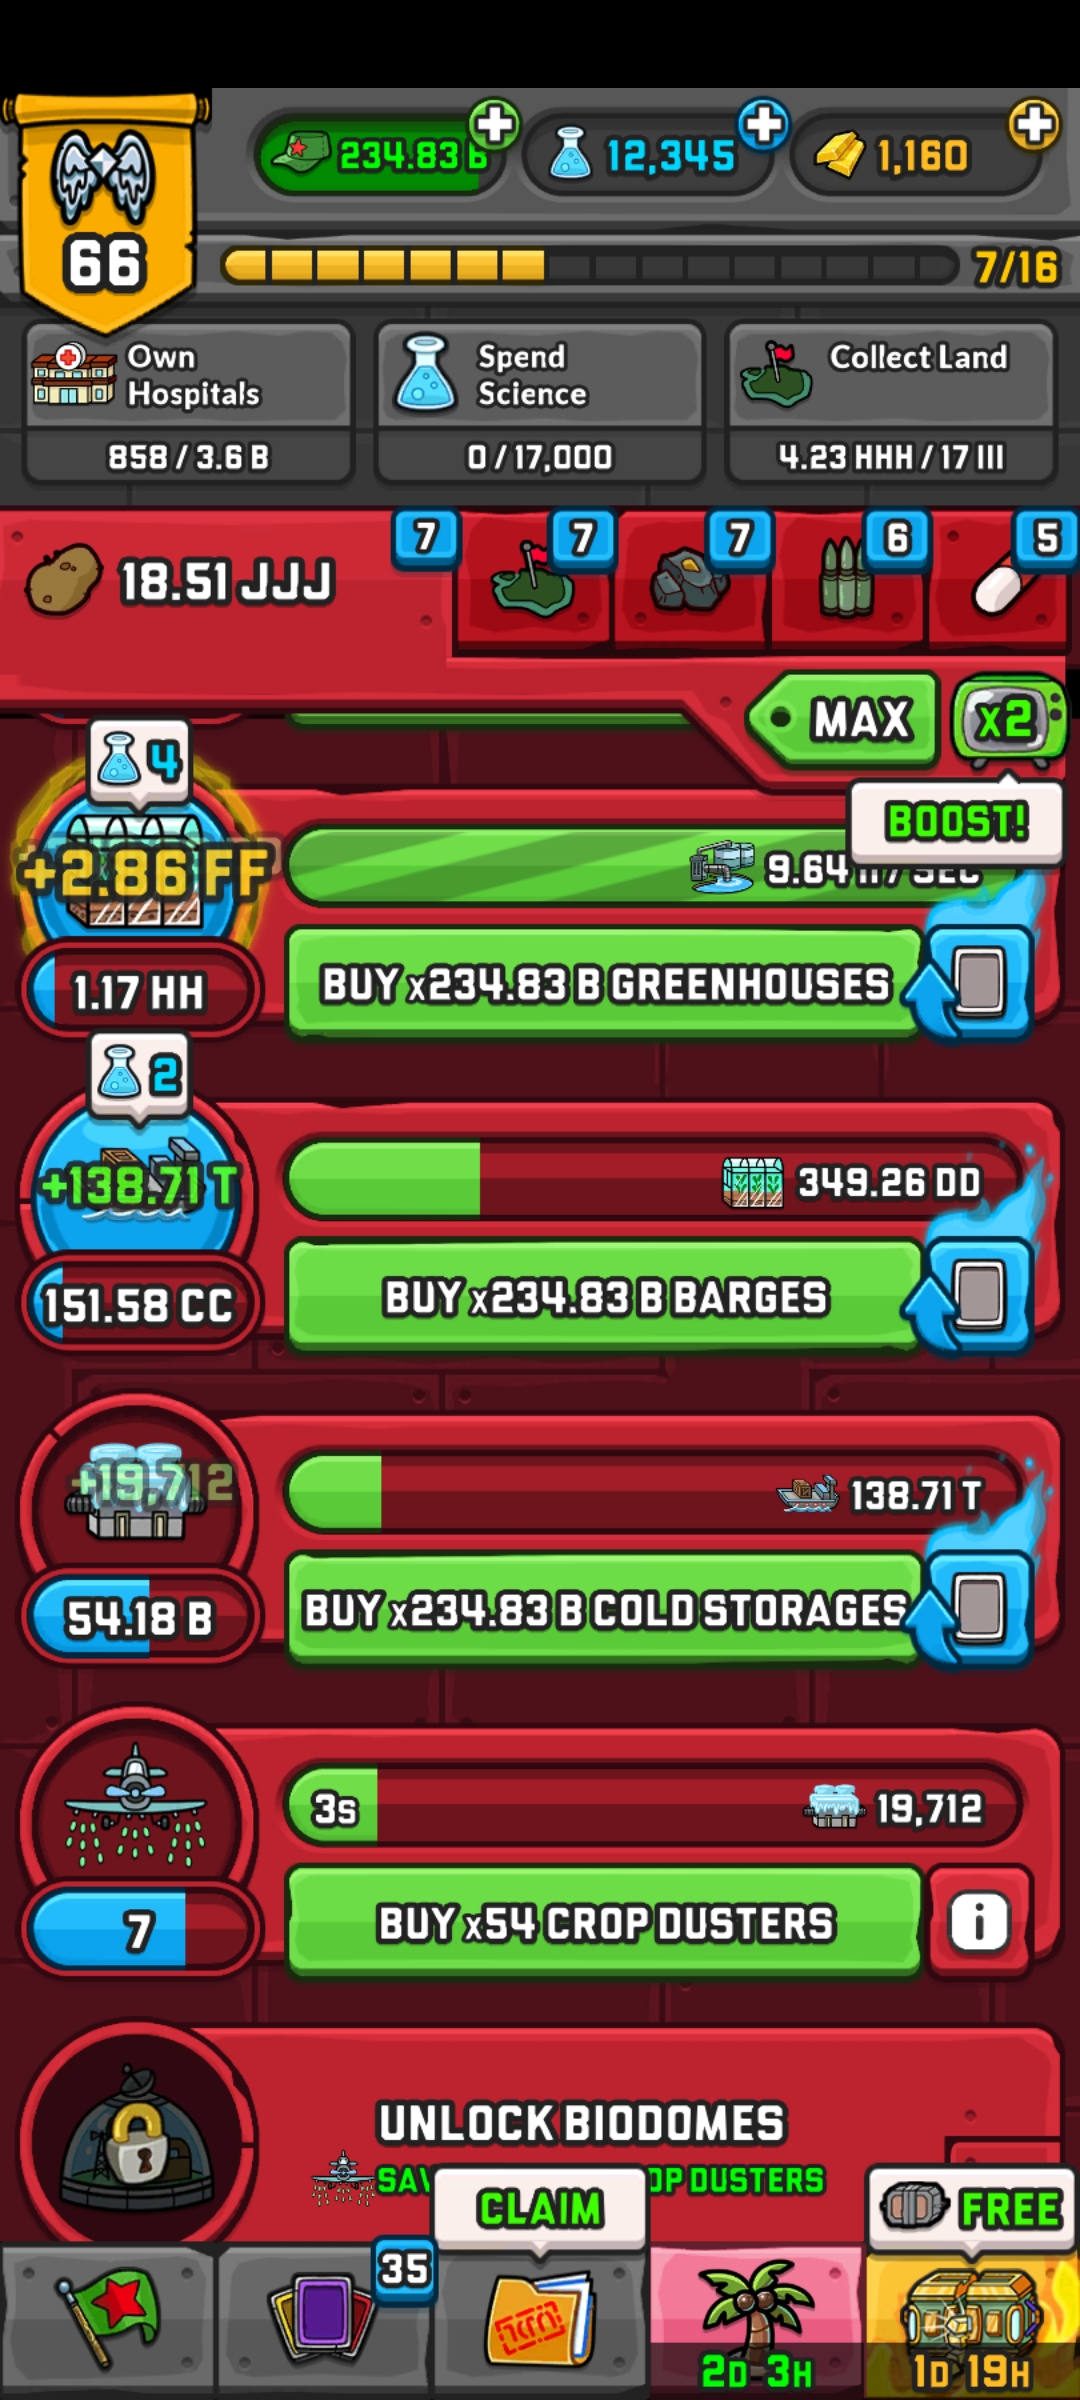 234.83 B
12,345
1,160
66
7/16
Own
Hospitals
858 / 3.6 B
Spend
Science
0 / 17,000
Collect Land
4.23 HHH / 17 III
18.51 JJJ
7
7
7
6
5
MAX
x2
BOOST!
4
+2.86 FF
9.64
1.17 HH
BUY x234.83 B GREENHOUSES
2
+138.71 T
349.26 DD
151.58 CC
BUY x234.83 B BARGES
+19,712
138.71 T
54.18 B
BUY x234.83 B COLD STORAGES
3s
19,712
7
BUY x54 CROP DUSTERS
i
UNLOCK BIODOMES
DUSTERS
CLAIM
FREE
35
2D 3H
1D 19H